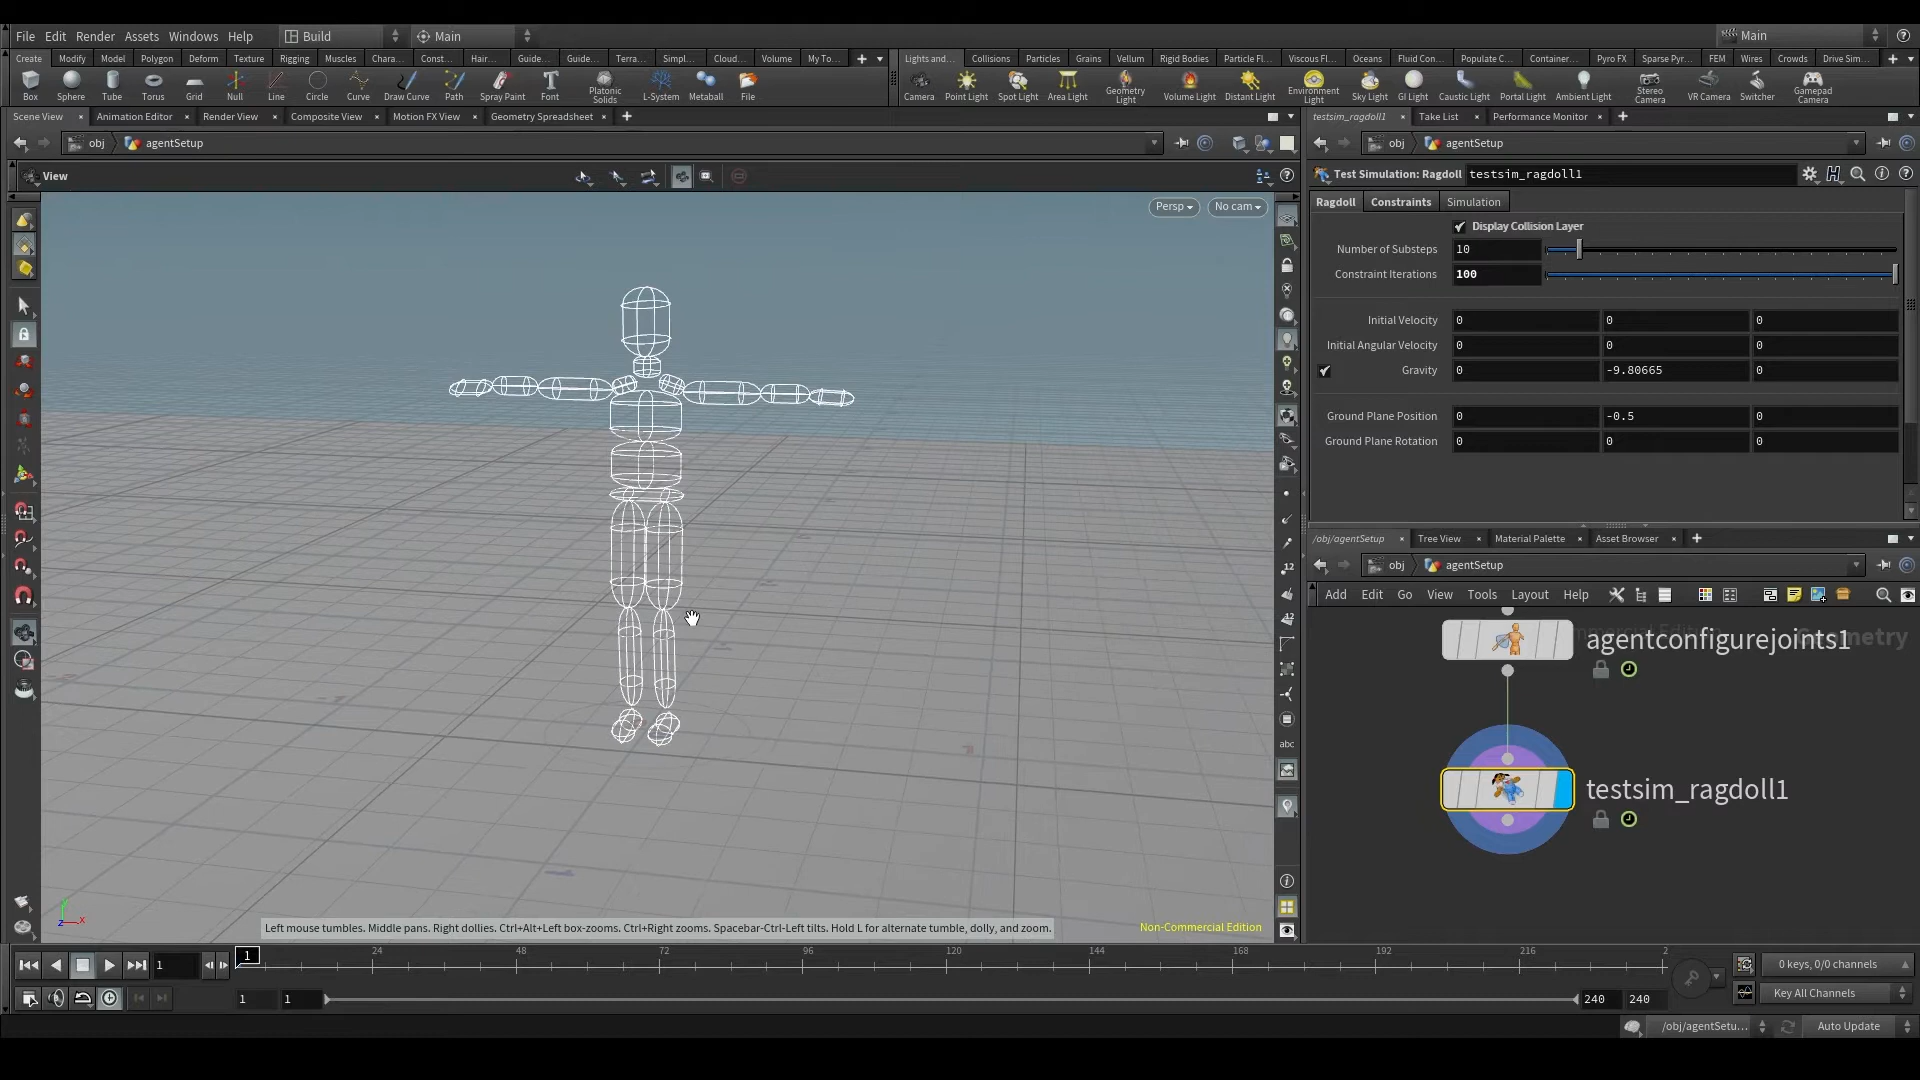 File Edit Render Assets Windows Help Build Main Main
Create Modify Model Polygon Deform Texture Rigging Muscles Chara... Const... Hair... Guide... Guide... Terra... Simpl... Cloud... Volume My To...
Lights and... Collisions Particles Grains Vellum Rigid Bodies Particle Fl... Viscous Fl... Oceans Fluid Con... Populate C... Container... Pyro FX Sparse Pyr... FEM Wires Crowds Drive Sim...
Box Sphere Tube Torus Grid Null Line Circle Curve Draw Curve Path Spray Paint Font Platonic Solids L-System Metaball File
Camera Point Light Spot Light Area Light Geometry Light Volume Light Distant Light Environment Light Sky Light GI Light Caustic Light Portal Light Ambient Light Stereo Camera VR Camera Switcher Gamepad Camera
Scene View Animation Editor Render View Composite View Motion FX View Geometry Spreadsheet
testsim_ragdoll1 Take List Performance Monitor
obj agentSetup
obj agentSetup
View
Test Simulation: Ragdoll testsim_ragdoll1
Persp No cam
Ragdoll Constraints Simulation
Display Collision Layer
Number of Substeps 10
Constraint Iterations 100
Initial Velocity 0 0 0
Initial Angular Velocity 0 0 0
Gravity 0 -9.80665 0
Ground Plane Position 0 -0.5 0
Ground Plane Rotation 0 0 0
/obj/agentSetup Tree View Material Palette Asset Browser
obj agentSetup
Add Edit Go View Tools Layout Help
agentconfigurejoints1
testsim_ragdoll1
abc
Left mouse tumbles. Middle pans. Right dollies. Ctrl+Alt+Left box-zooms. Ctrl+Right zooms. Spacebar-Ctrl-Left tilts. Hold L for alternate tumble, dolly, and zoom.
Non-Commercial Edition
1 1 24 48 72 96 120 144 168 192 216 2
0 keys, 0/0 channels
1 1 240 240
Key All Channels
/obj/agentSetu... Auto Update